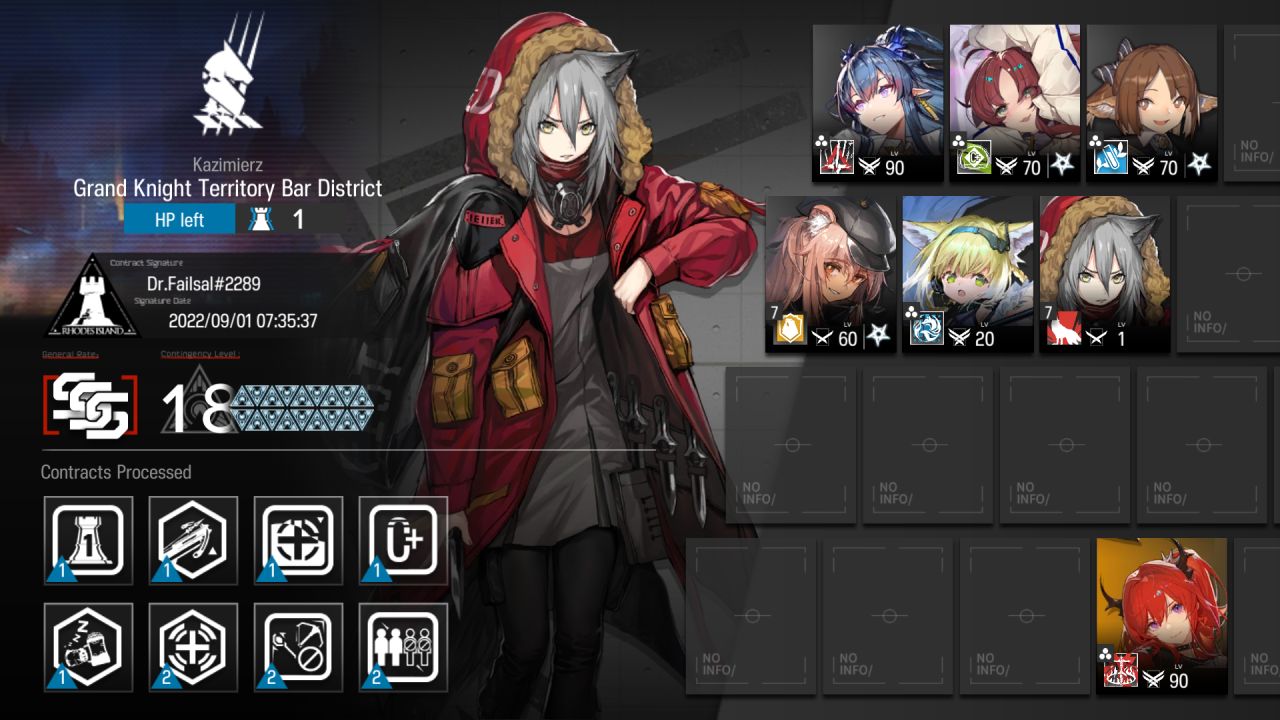 Kazimierz
Grand Knight Territory Bar District
HP left 1
Contract Signature
Dr.Failsal#2289
Signature Date
2022/09/01 07:35:37
RHODES ISLAND
General Rate:
Contingency Level:
18
Contracts Processed
1 1 1 1
1 2 2 2
LV 90
LV 70
LV 70
NO
INFO/
7 LV 60
LV 20
7 LV 1
NO
INFO/
NO
INFO/
NO
INFO/
NO
INFO/
NO
INFO/
NO
INFO/
NO
INFO/
NO
INFO/
LV 90
NO
INFO/